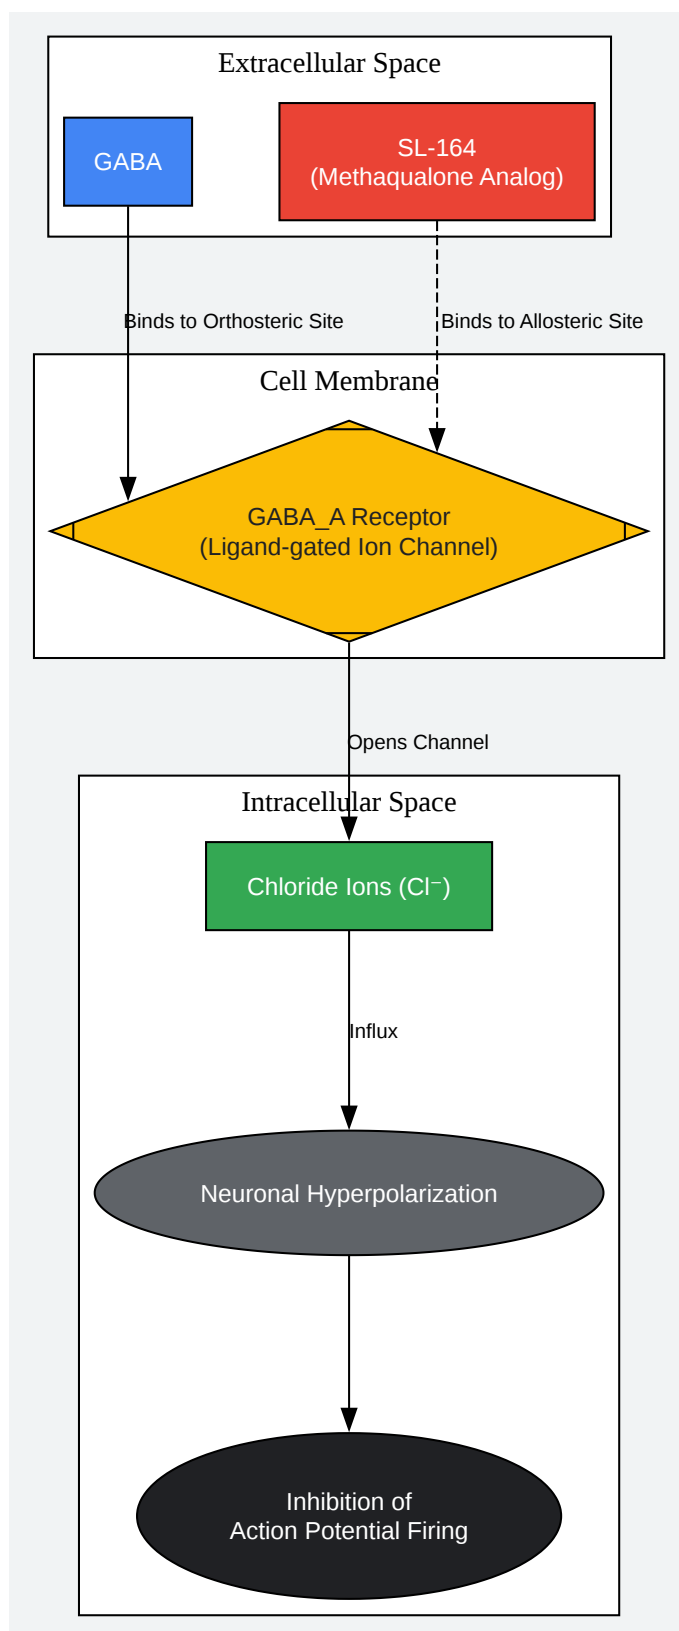 Extracellular Space
GABA
SL-164
(Methaqualone Analog)
Binds to Orthosteric Site
Binds to Allosteric Site
Cell Membrane
GABA_A Receptor
(Ligand-gated Ion Channel)
Opens Channel
Intracellular Space
Chloride Ions (Cl⁻)
Influx
Neuronal Hyperpolarization
Inhibition of
Action Potential Firing